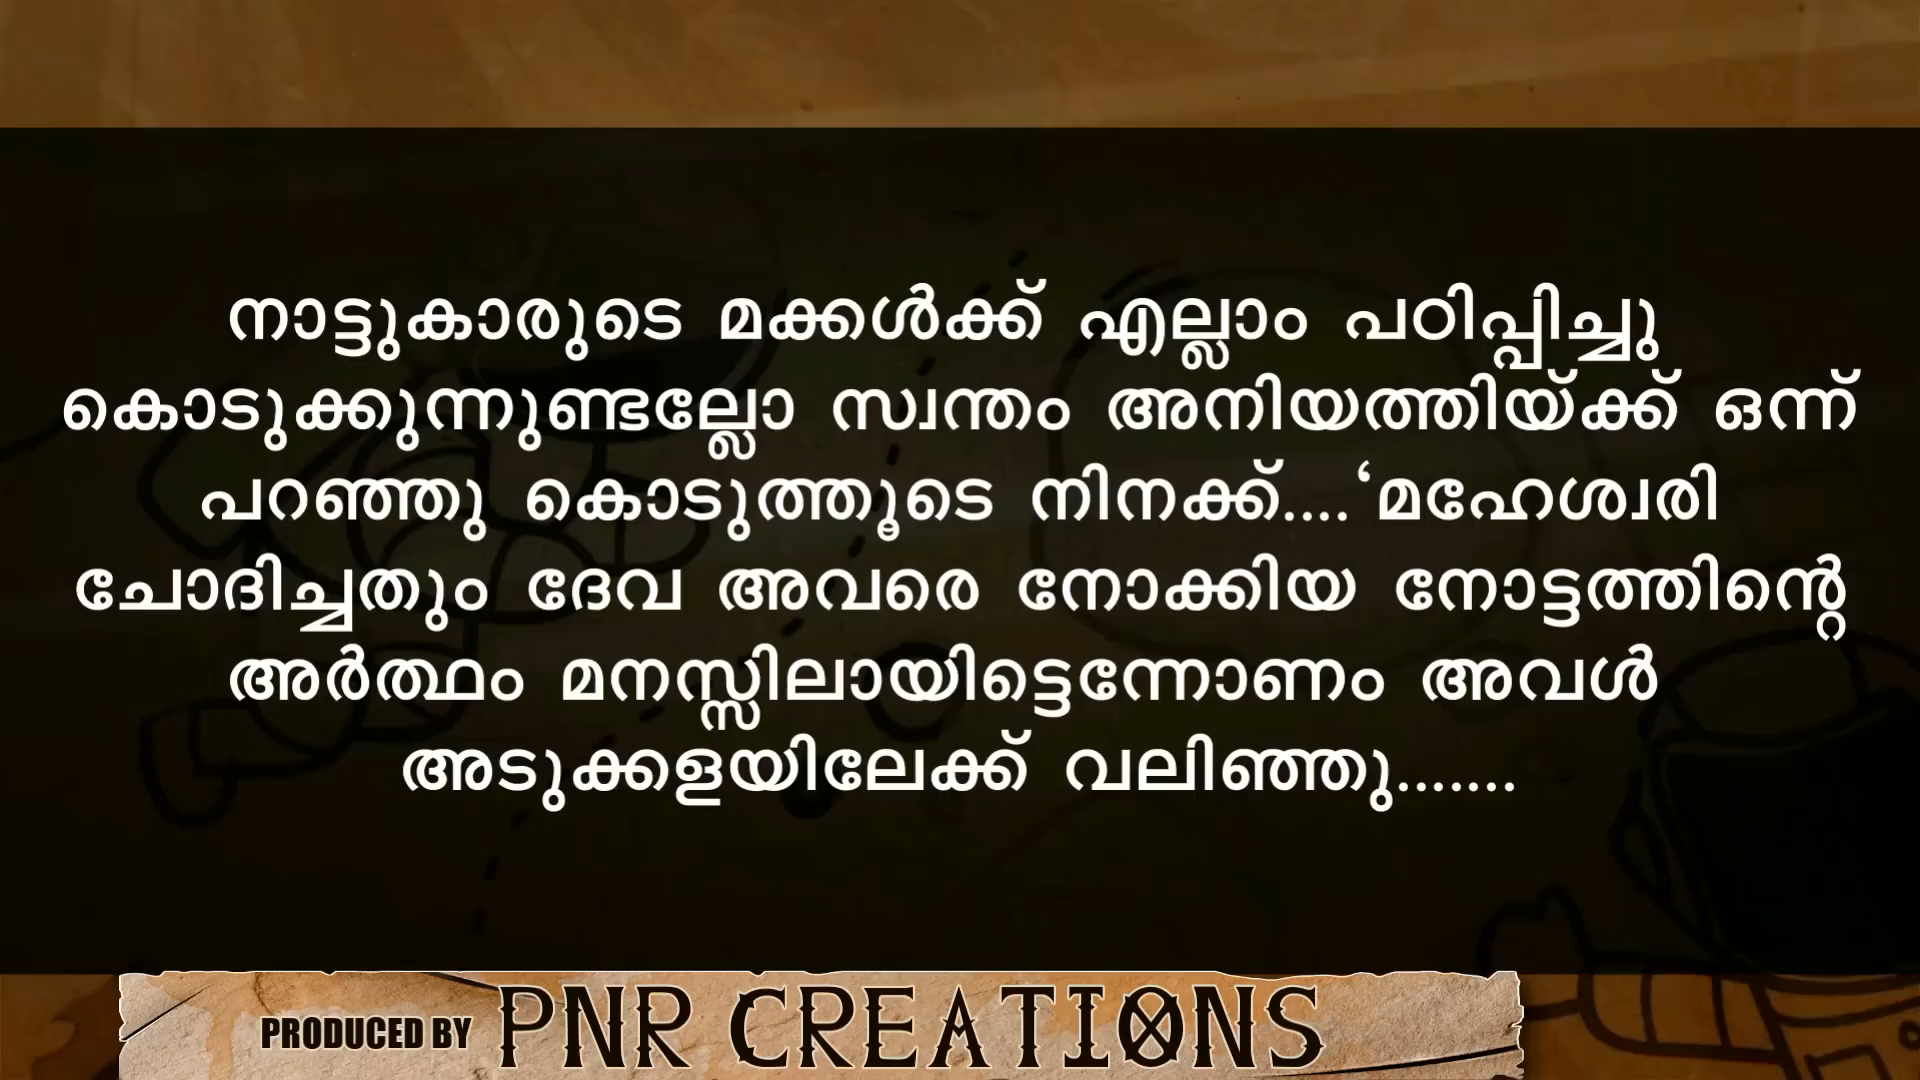 നാട്ടുകാരുടെ മക്കൾക്ക് എല്ലാം പഠിപ്പിച്ചു
കൊടുക്കുന്നുണ്ടല്ലോ സ്വന്തം അനിയത്തിയ്ക്ക് ഒന്ന്
പറഞ്ഞു കൊടുത്തൂടെ നിനക്ക്....‘മഹേശ്വരി
ചോദിച്ചതും ദേവ അവരെ നോക്കിയ നോട്ടത്തിന്റെ
അർത്ഥം മനസ്സിലായിട്ടെന്നോണം അവൾ
അടുക്കളയിലേക്ക് വലിഞ്ഞു.......
PRODUCED BY PNR CREATIONS